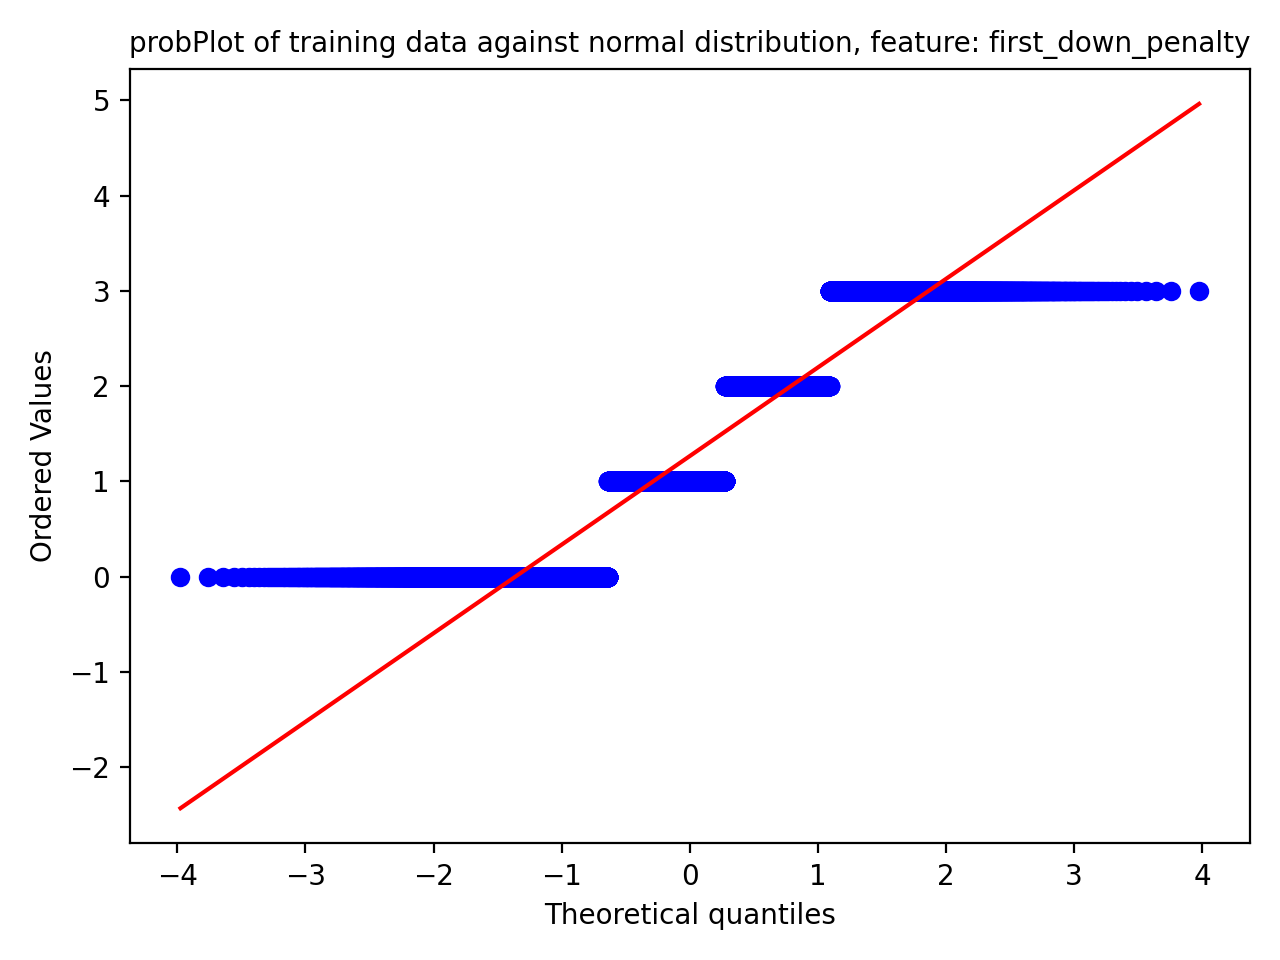 probPlot of training data against normal distribution, feature: first_down_penalty
5
4
3
2
1
0
−1
−2
Ordered Values
−4 −3 −2 −1 0 1 2 3 4
Theoretical quantiles